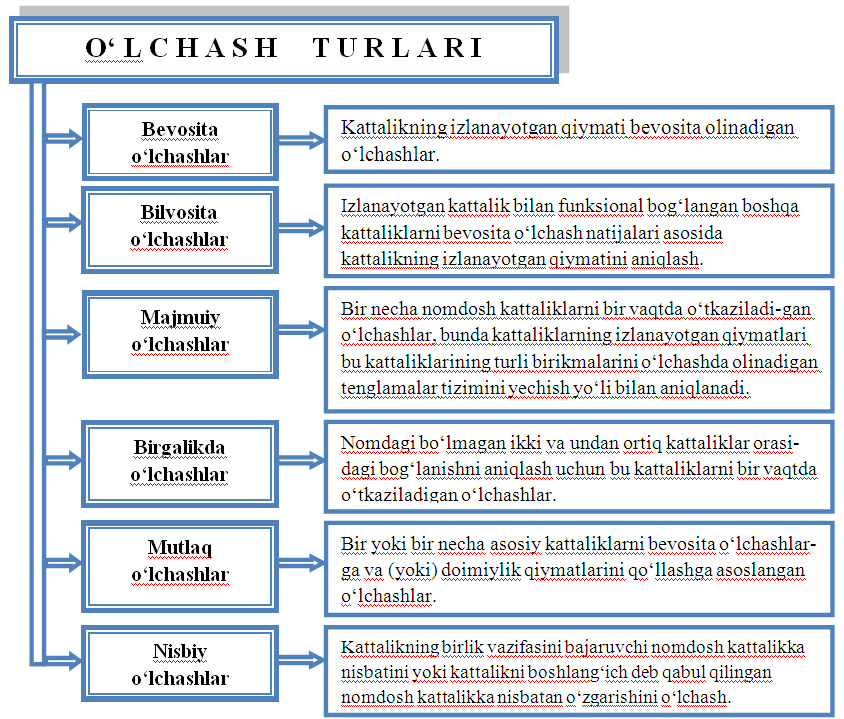 O‘LCHASH TURLARI
Bevosita
o‘lchashlar
Kattalikning izlanayotgan qiymati bevosita olinadigan
o‘lchashlar.
Bilvosita
o‘lchashlar
Izlanayotgan kattalik bilan funksional bog‘langan boshqa
kattaliklarni bevosita o‘lchash natijalari asosida
kattalikning izlanayotgan qiymatini aniqlash.
Majmuiy
o‘lchashlar
Bir necha nomdosh kattaliklarni bir vaqtda o‘tkaziladi-gan
o‘lchashlar, bunda kattaliklarning izlanayotgan qiymatlari
bu kattaliklarining turli birikmalarini o‘lchashda olinadigan
tenglamalar tizimini yechish yo‘li bilan aniqlanadi.
Birgalikda
o‘lchashlar
Nomdagi bo‘lmagan ikki va undan ortiq kattaliklar orasi-
dagi bog‘lanishni aniqlash uchun bu kattaliklarni bir vaqtda
o‘tkaziladigan o‘lchashlar.
Mutlaq
o‘lchashlar
Bir yoki bir necha asosiy kattaliklarni bevosita o‘lchashlar-
ga va (yoki) doimiylik qiymatlarini qo‘llashga asoslangan
o‘lchashlar.
Nisbiy
o‘lchashlar
Kattalikning birlik vazifasini bajaruvchi nomdosh kattalikka
nisbatini yoki kattalikni boshlang‘ich deb qabul qilingan
nomdosh kattalikka nisbatan o‘zgarishini o‘lchash.